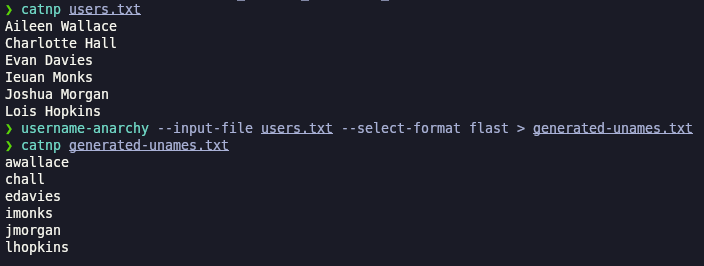 ❯ catnp users.txt
Aileen Wallace
Charlotte Hall
Evan Davies
Ieuan Monks
Joshua Morgan
Lois Hopkins
❯ username-anarchy --input-file users.txt --select-format flast > generated-unames.txt
❯ catnp generated-unames.txt
awallace
chall
edavies
imonks
jmorgan
lhopkins